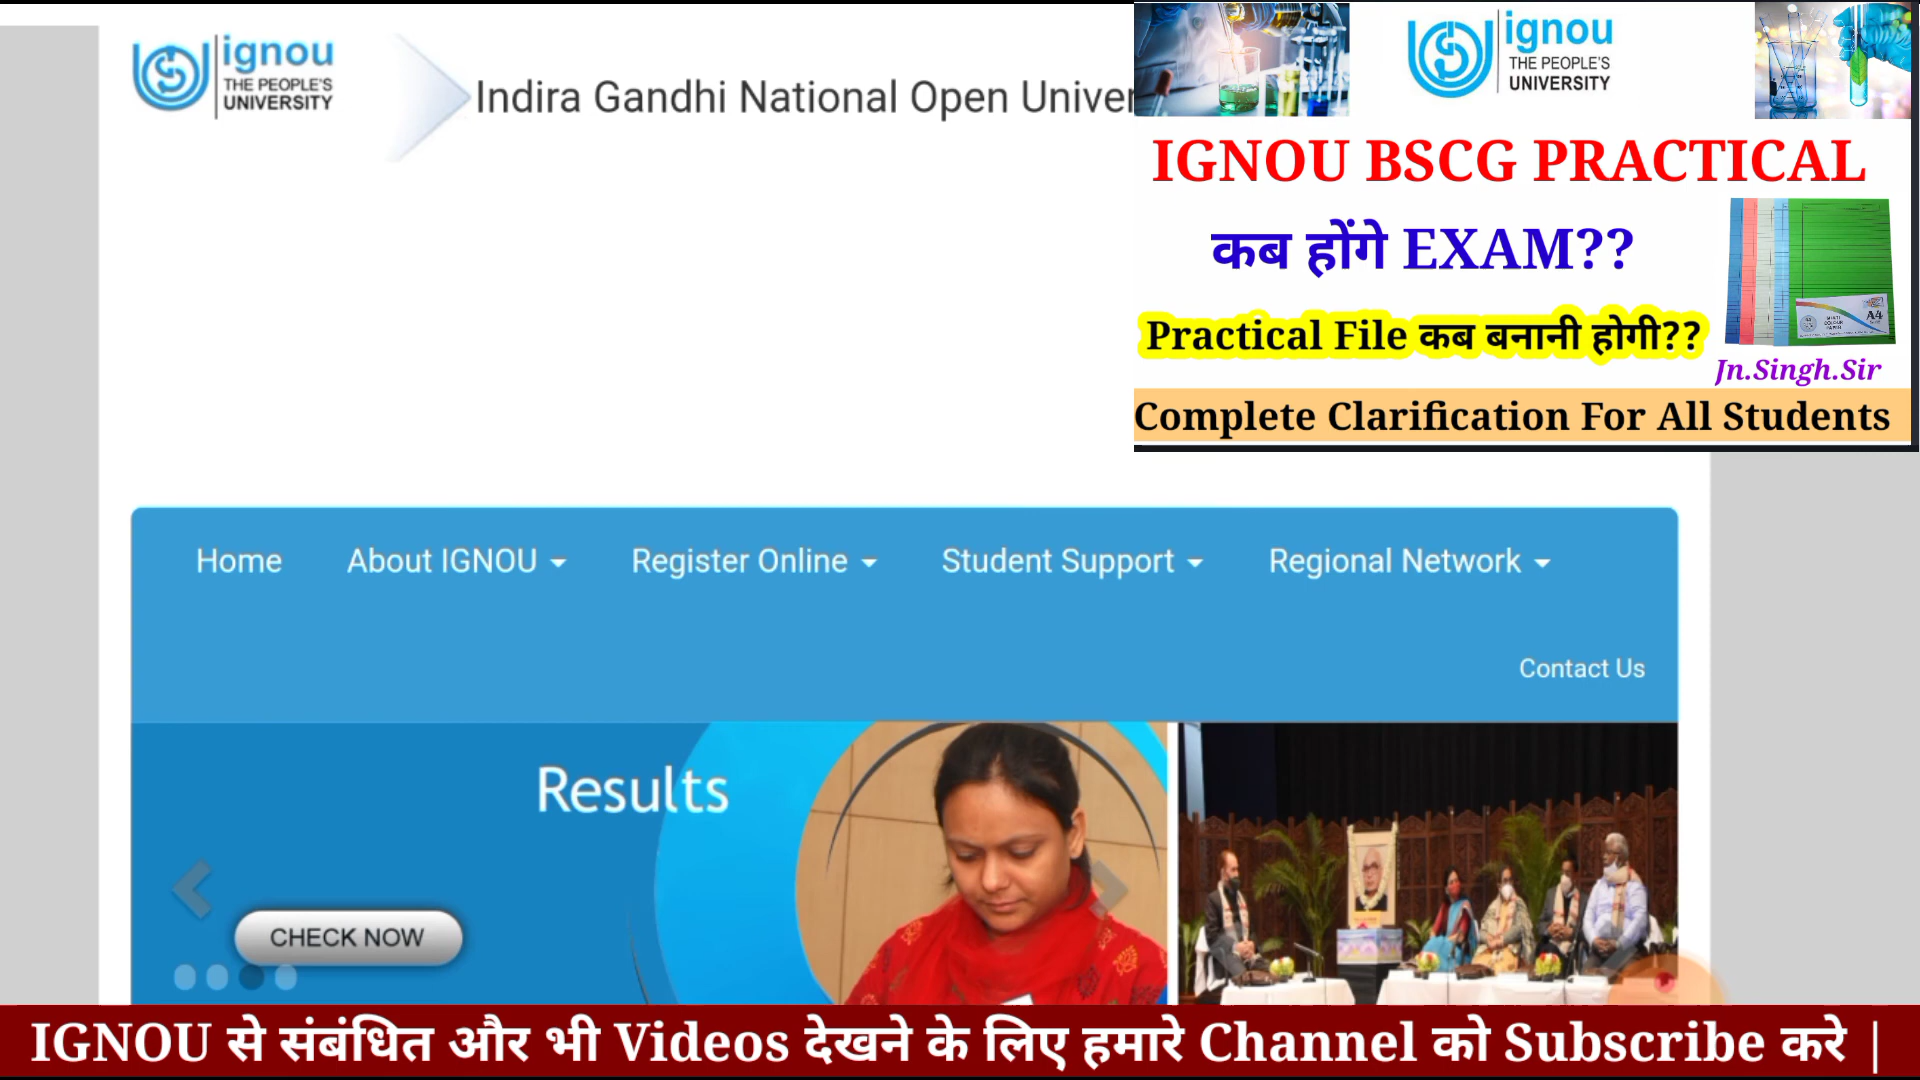 ignou
THE PEOPLE'S
UNIVERSITY
Indira Gandhi National Open Univer
ignou
THE PEOPLE'S
UNIVERSITY
IGNOU BSCG PRACTICAL
कब होंगे EXAM??
Practical File कब बनानी होगी??
A4
Jn.Singh.Sir
Complete Clarification For All Students
Home
About IGNOU
Register Online
Student Support
Regional Network
Contact Us
Results
CHECK NOW
IGNOU से संबंधित और भी Videos देखने के लिए हमारे Channel को Subscribe करे |